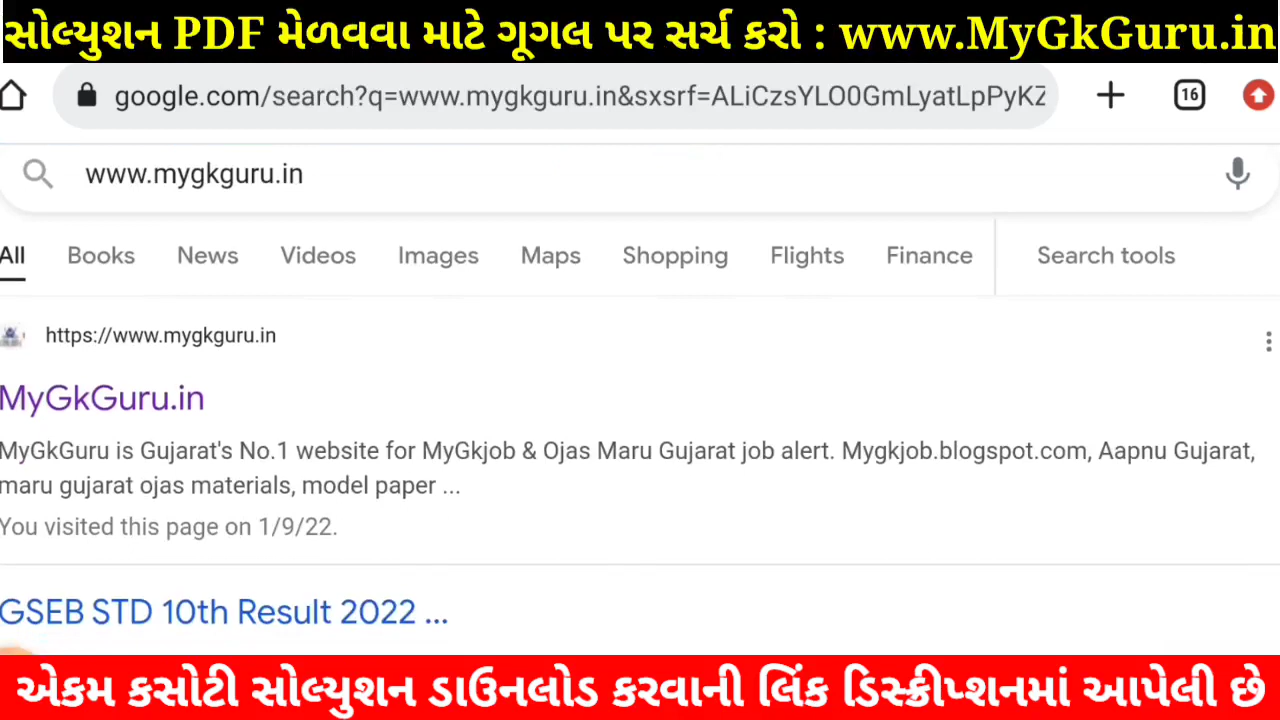 સોલ્યુશન PDF મેળવવા માટે ગૂગલ પર સર્ચ કરો : www.MyGkGuru.in
google.com/search?q=www.mygkguru.in&sxsrf=ALiCzsYLO0GmLyatLpPyKZ
16
www.mygkguru.in
All Books News Videos Images Maps Shopping Flights Finance Search tools
https://www.mygkguru.in
MyGkGuru.in
MyGkGuru is Gujarat's No.1 website for MyGkjob & Ojas Maru Gujarat job alert. Mygkjob.blogspot.com, Aapnu Gujarat,
maru gujarat ojas materials, model paper ...
You visited this page on 1/9/22.
GSEB STD 10th Result 2022 ...
એકમ કસોટી સોલ્યુશન ડાઉનલોડ કરવાની લિંક ડિસ્ક્રીપ્શનમાં આપેલી છે